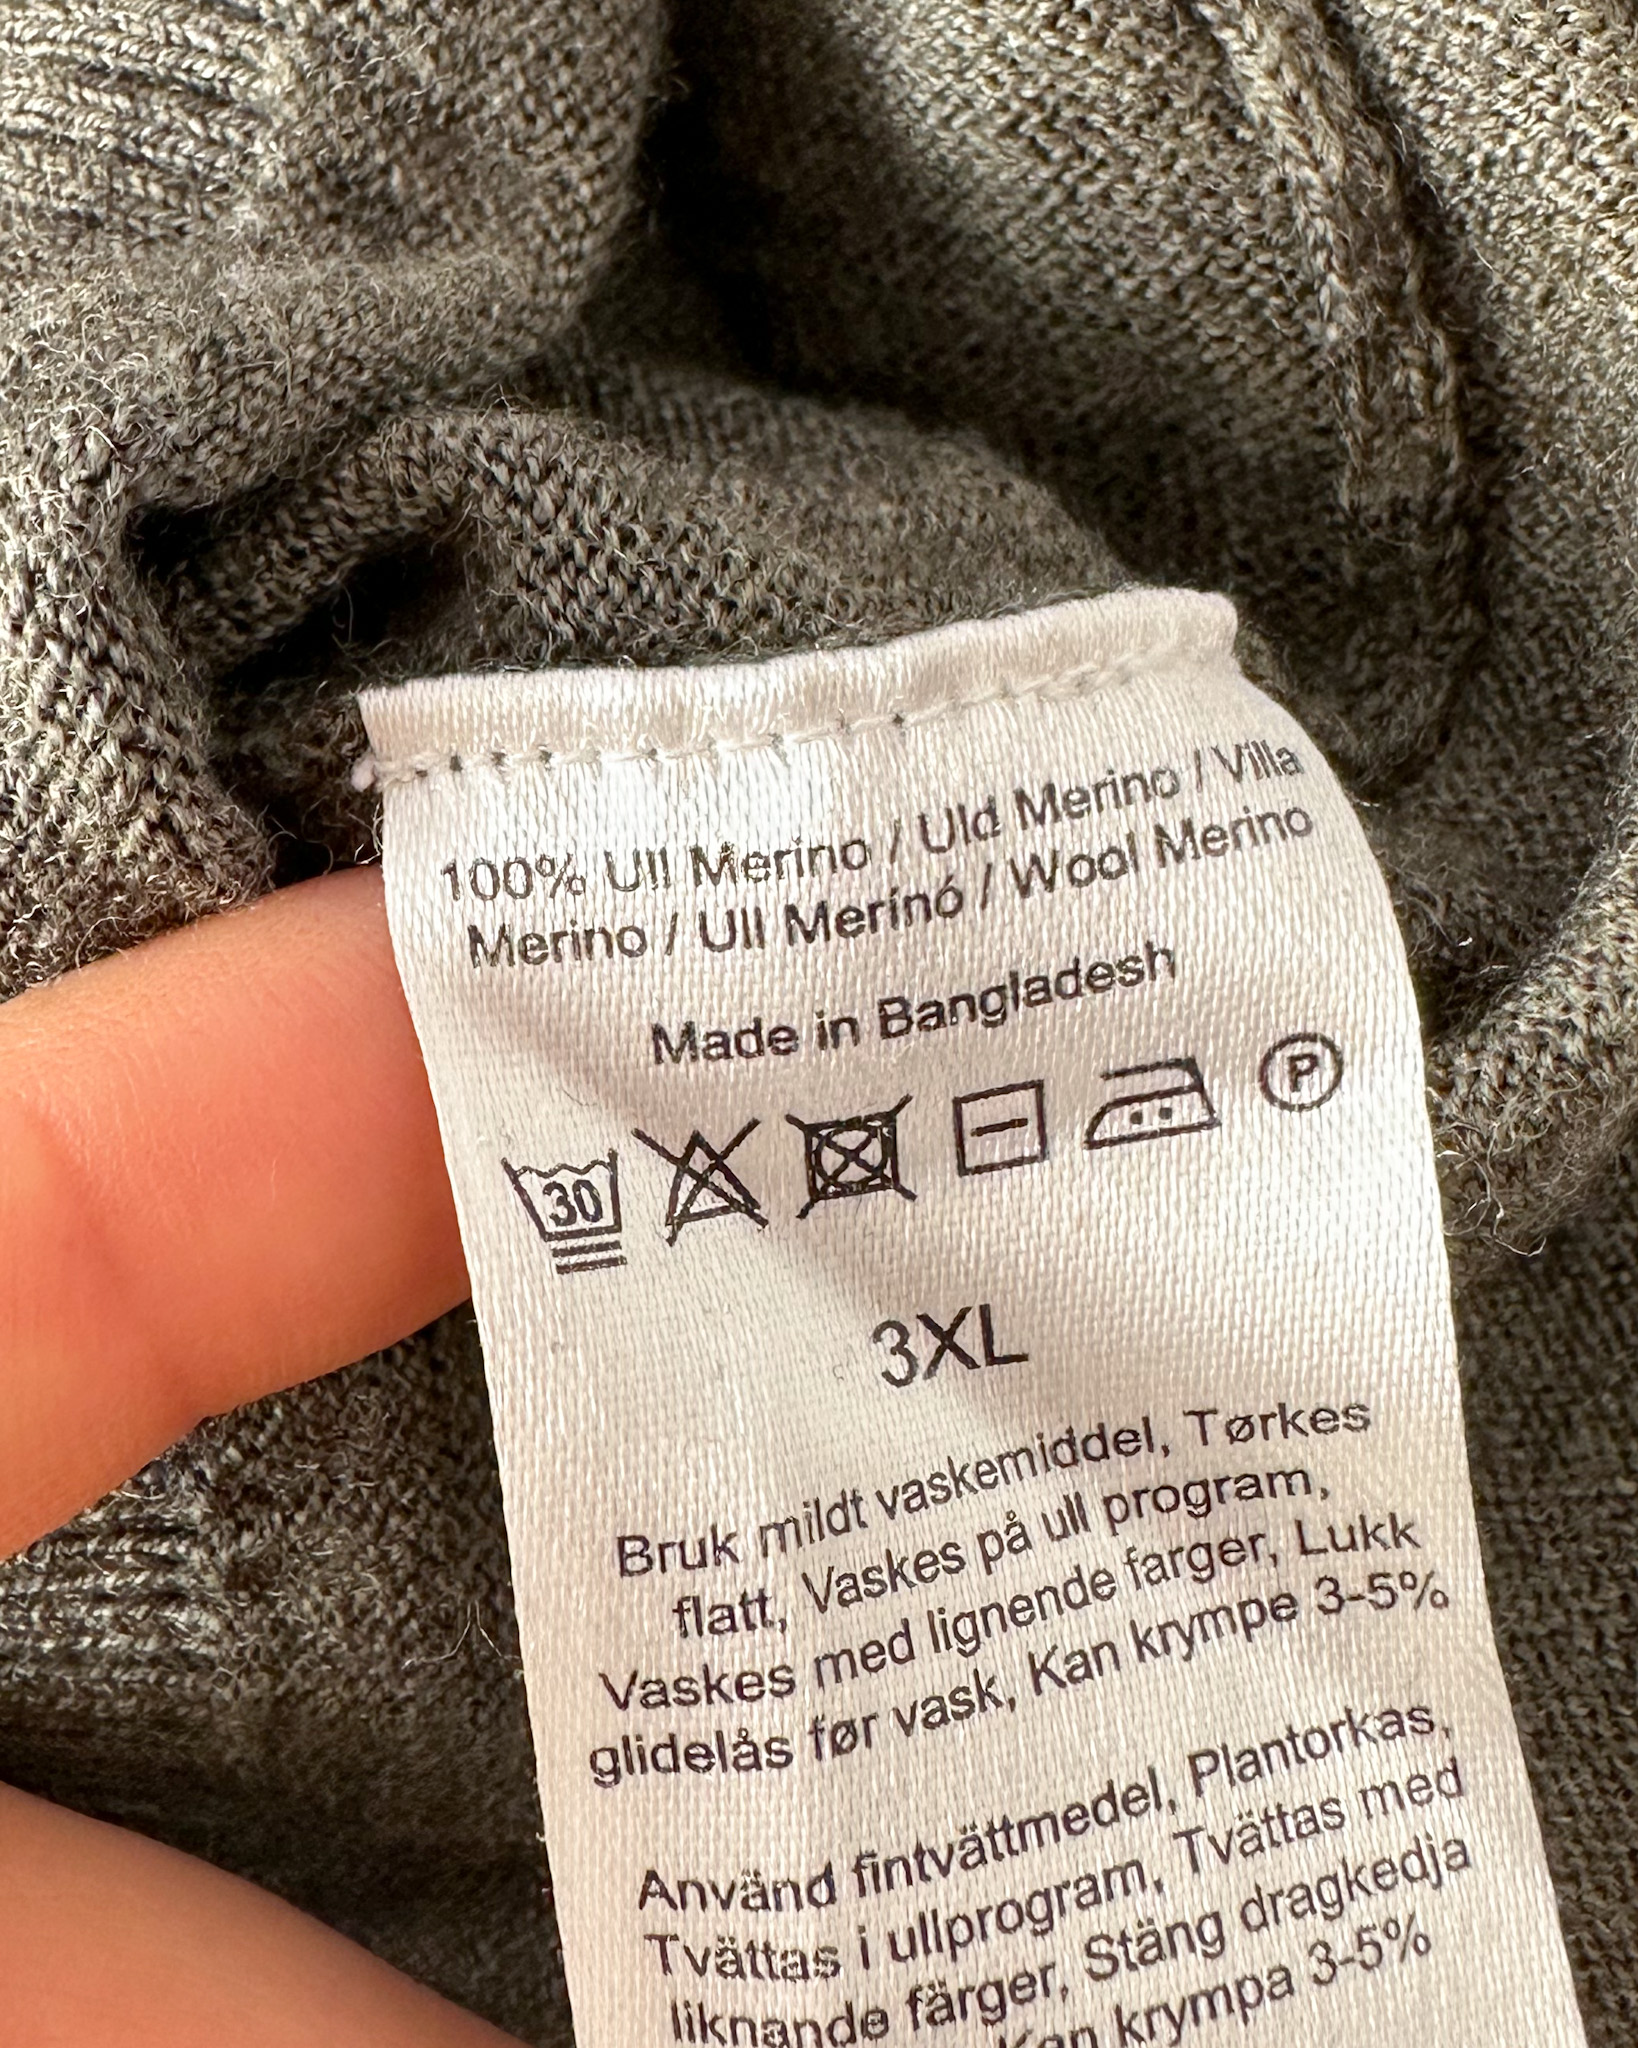 100% Ull Merino / Uld Merino / Villa
Merino / Ull Merínó / Wool Merino
Made in Bangladesh
30
P
3XL
Bruk mildt vaskemiddel, Tørkes
flatt, Vaskes på ull program,
Vaskes med lignende farger, Lukk
glidelås før vask, Kan krympe 3-5%
Använd fintvättmedel, Plantorkas,
Tvättas i ullprogram, Tvättas med
liknande färger, Stäng dragkedja
Kan krympa 3-5%